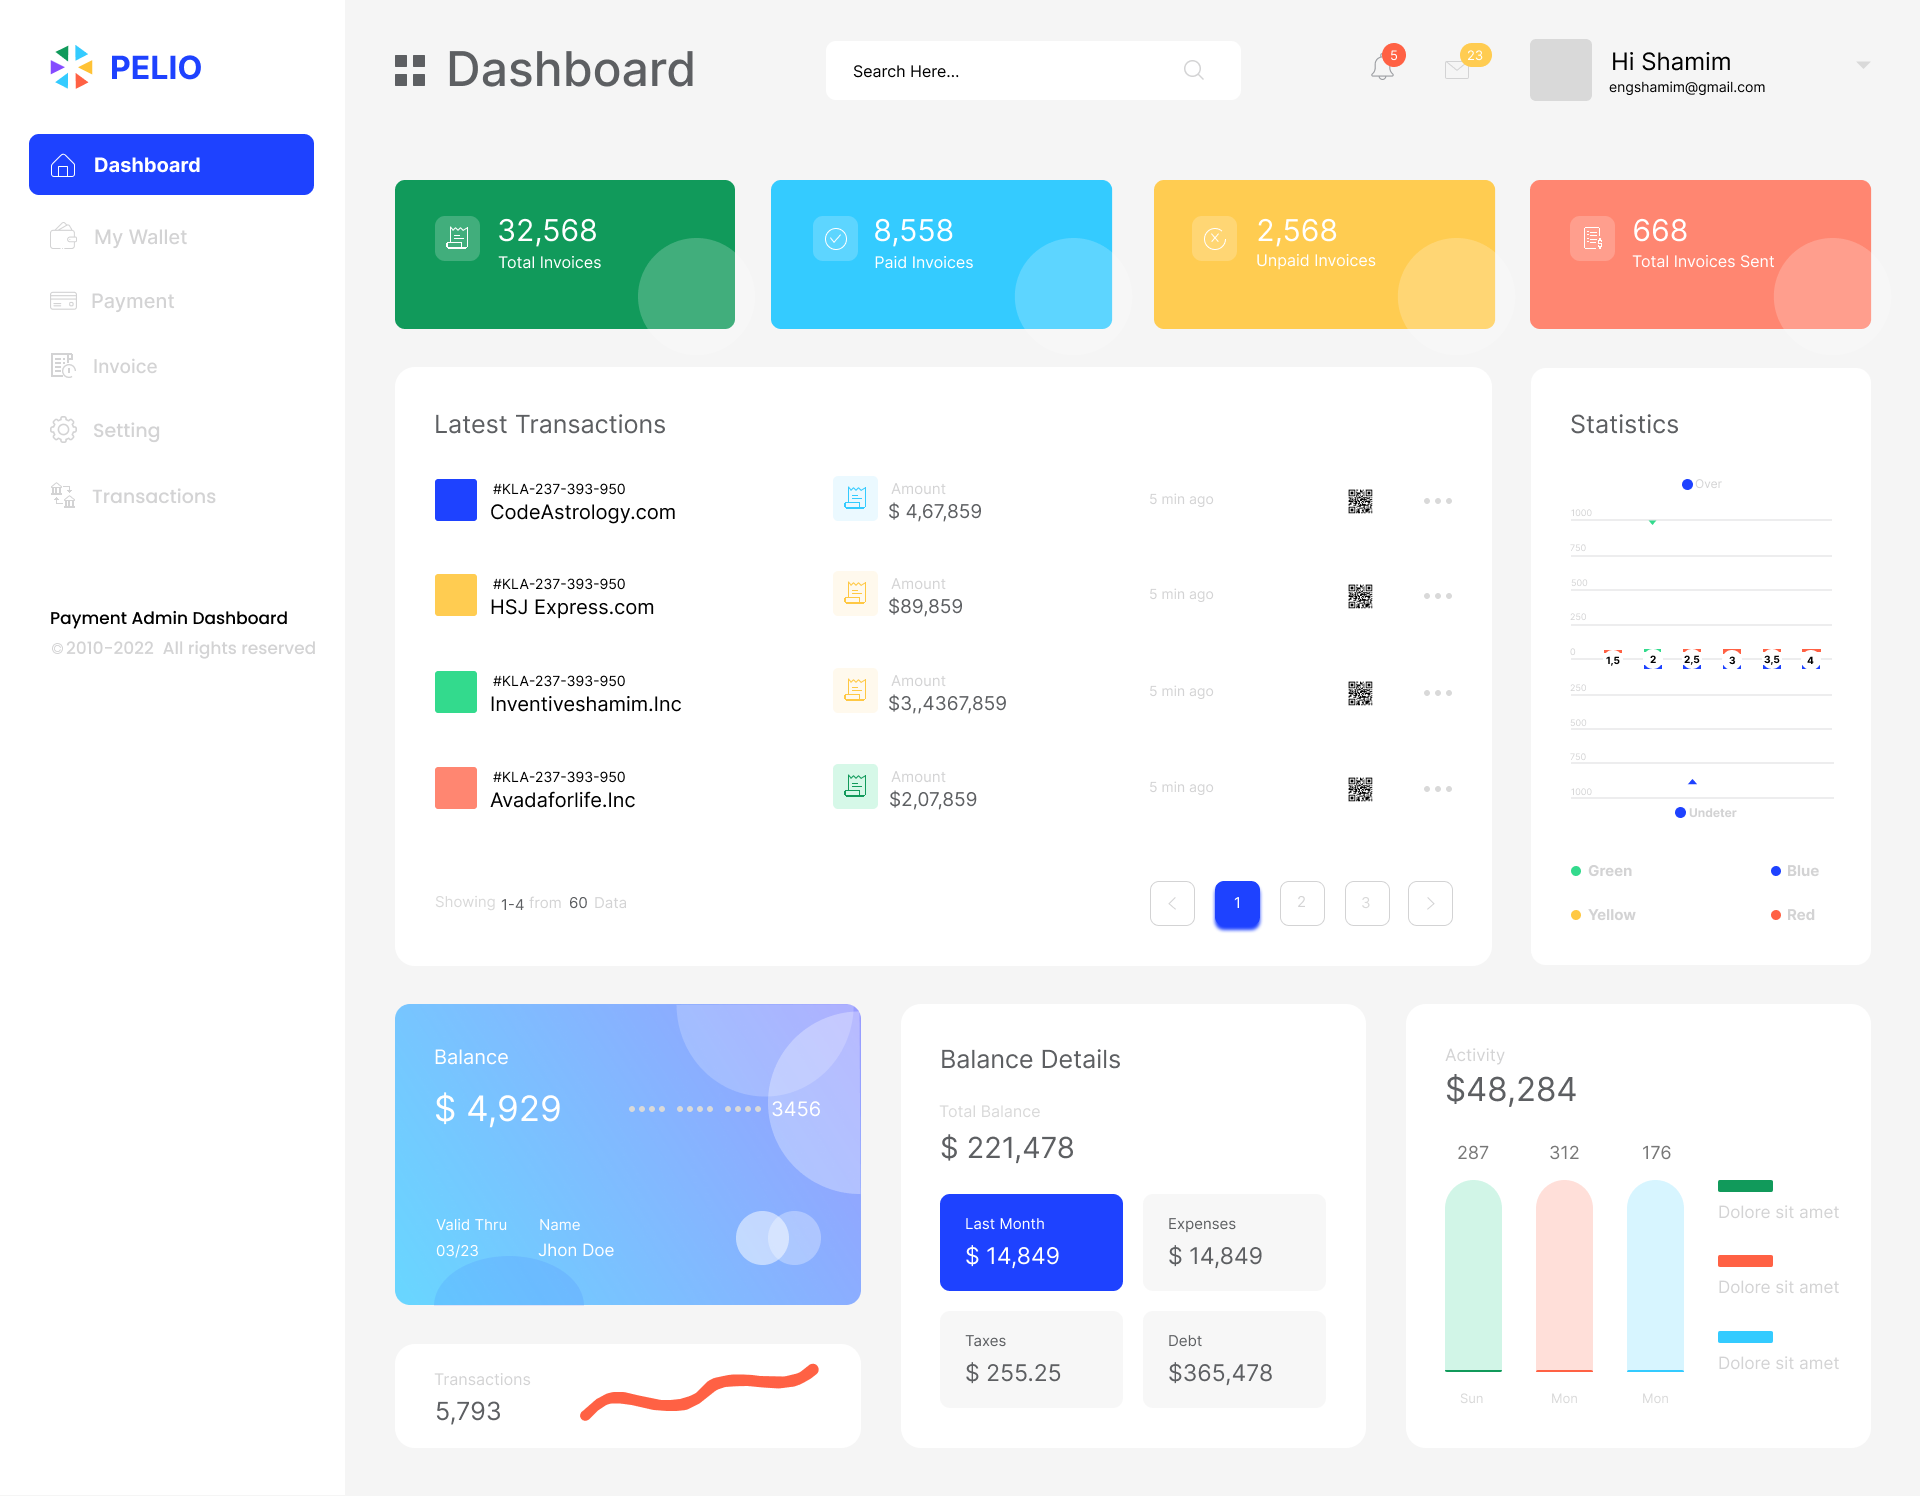 PELIO
Dashboard
My Wallet
Payment
Invoice
Setting
Transactions
Payment Admin Dashboard
©2010-2022 All rights reserved
Dashboard
Search Here...
5
23
Hi Shamim
engshamim@gmail.com
32,568
Total Invoices
8,558
Paid Invoices
2,568
Unpaid Invoices
668
Total Invoices Sent
Latest Transactions
#KLA-237-393-950
CodeAstrology.com
Amount
$ 4,67,859
5 min ago
#KLA-237-393-950
HSJ Express.com
Amount
$89,859
5 min ago
#KLA-237-393-950
Inventiveshamim.Inc
Amount
$3,,4367,859
5 min ago
#KLA-237-393-950
Avadaforlife.Inc
Amount
$2,07,859
5 min ago
Showing 1-4 from 60 Data
1
2
3
Statistics
Over
1000
750
500
250
0
1,5 2 2,5 3 3,5 4
250
500
750
1000
Undeter
Green
Blue
Yellow
Red
Balance
$ 4,929
3456
Valid Thru
03/23
Name
Jhon Doe
Transactions
5,793
Balance Details
Total Balance
$ 221,478
Last Month
$ 14,849
Expenses
$ 14,849
Taxes
$ 255.25
Debt
$365,478
Activity
$48,284
287
312
176
Sun
Mon
Mon
Dolore sit amet
Dolore sit amet
Dolore sit amet